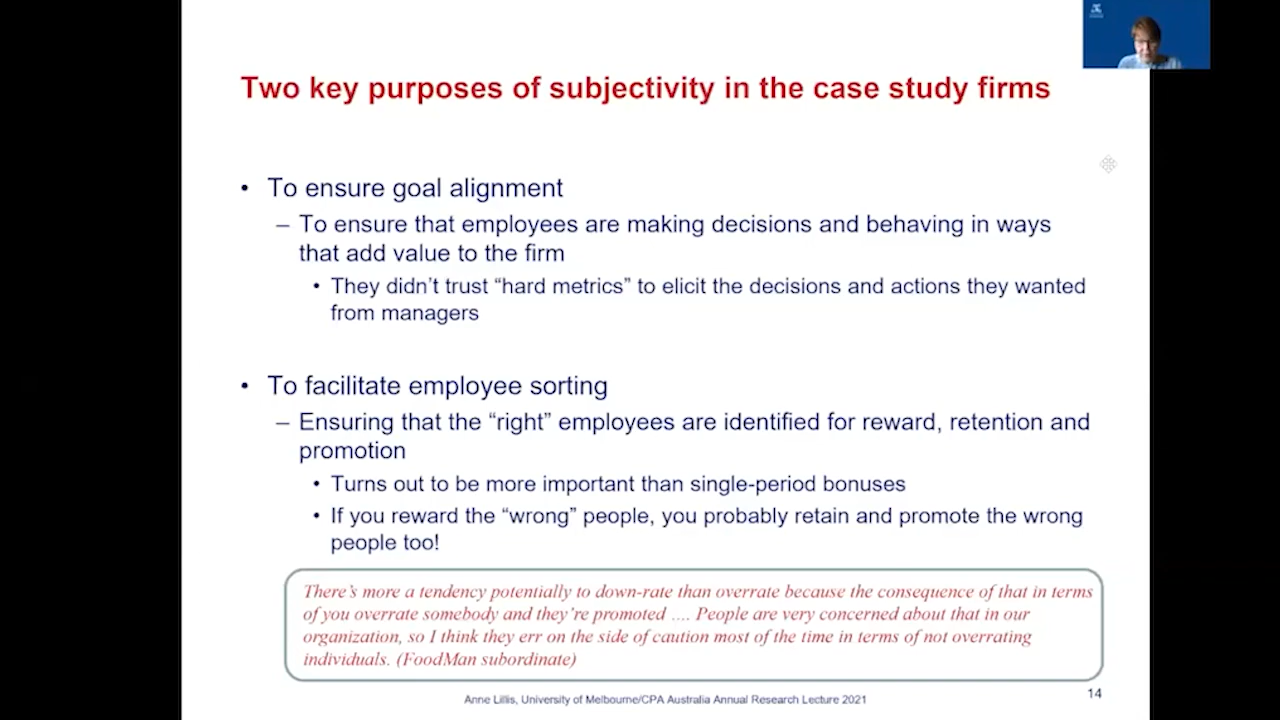 Two key purposes of subjectivity in the case study firms
• To ensure goal alignment
– To ensure that employees are making decisions and behaving in ways
that add value to the firm
• They didn’t trust “hard metrics” to elicit the decisions and actions they wanted
from managers
• To facilitate employee sorting
– Ensuring that the “right” employees are identified for reward, retention and
promotion
• Turns out to be more important than single-period bonuses
• If you reward the “wrong” people, you probably retain and promote the wrong
people too!
There’s more a tendency potentially to down-rate than overrate because the consequence of that in terms
of you overrate somebody and they’re promoted …. People are very concerned about that in our
organization, so I think they err on the side of caution most of the time in terms of not overrating
individuals. (FoodMan subordinate)
Anne Lillis, University of Melbourne/CPA Australia Annual Research Lecture 2021
14